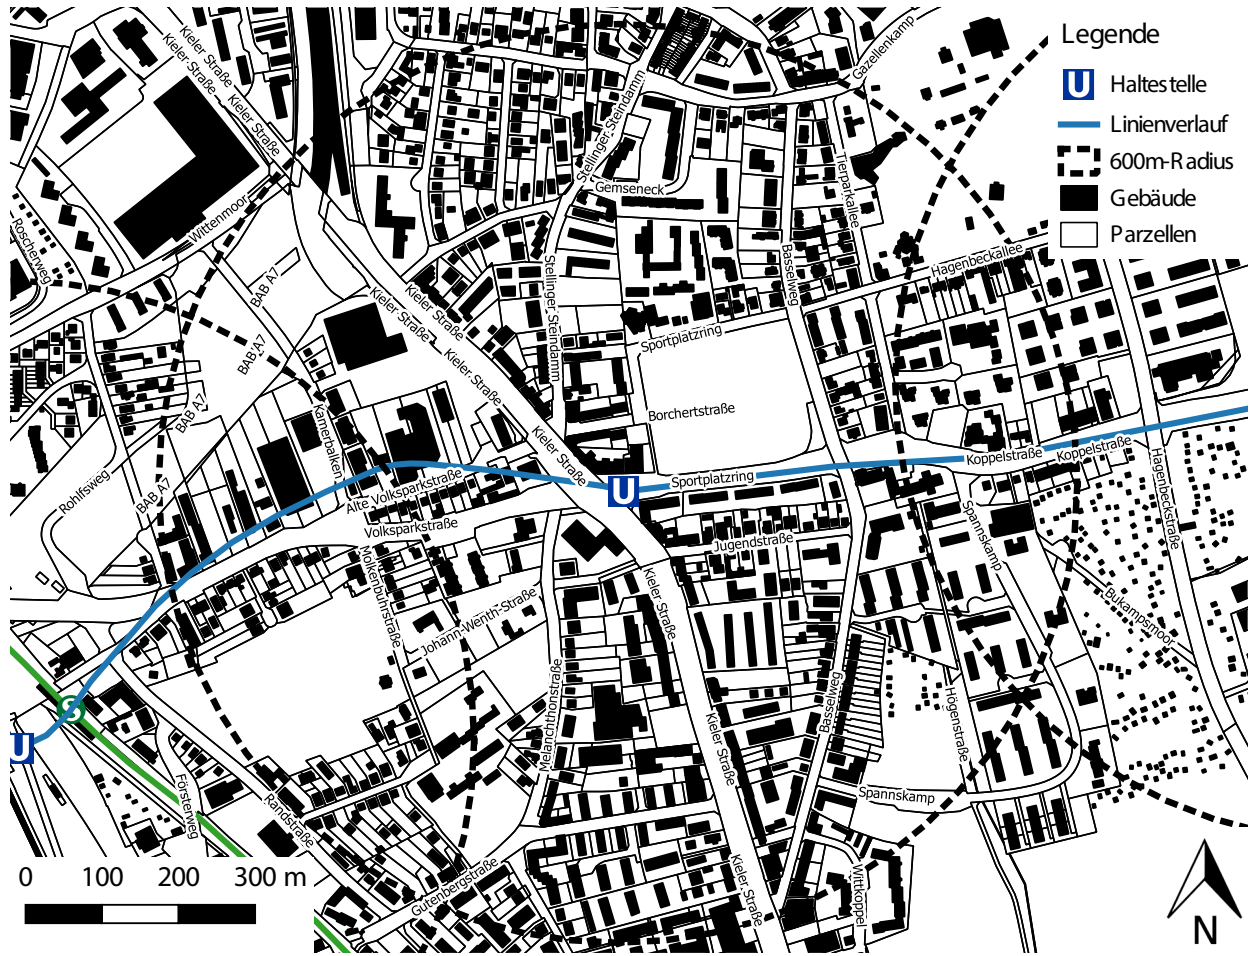 Legende
U Haltestelle
Linienverlauf
600m-Radius
Gebäude
Parzellen
Kieler Straße
Kieler Straße
Kieler Straße
Gazellenkamp
Stellinger Steindamm
Gemseneck
Tierparkallee
Wittenmoor
Roscherweg
Basselweg
Hagenbeckallee
BAB A7
Stellinger Steindamm
Kieler Straße
Kieler Straße
Sportplatzring
BAB A7
Kieler Straße
Borchertstraße
BAB A7
Kamerbalken
Kieler Straße
Koppelstraße
Koppelstraße
Rohlfsweg
BAB A7
Alte Volksparkstraße
U
Sportplatzring
Hagenbeckstraße
Volksparkstraße
Jugendstraße
Spannskamp
Molkenbuhrstraße
Johann-Wenth-Straße
Kieler Straße
Bukampsmoor
Melanchthonstraße
Basselweg
Högenstraße
S
U
Kieler Straße
Försterweg
Randstraße
Spannskamp
Gutenbergstraße
Kieler Straße
Wittkoppel
0 100 200 300 m
N